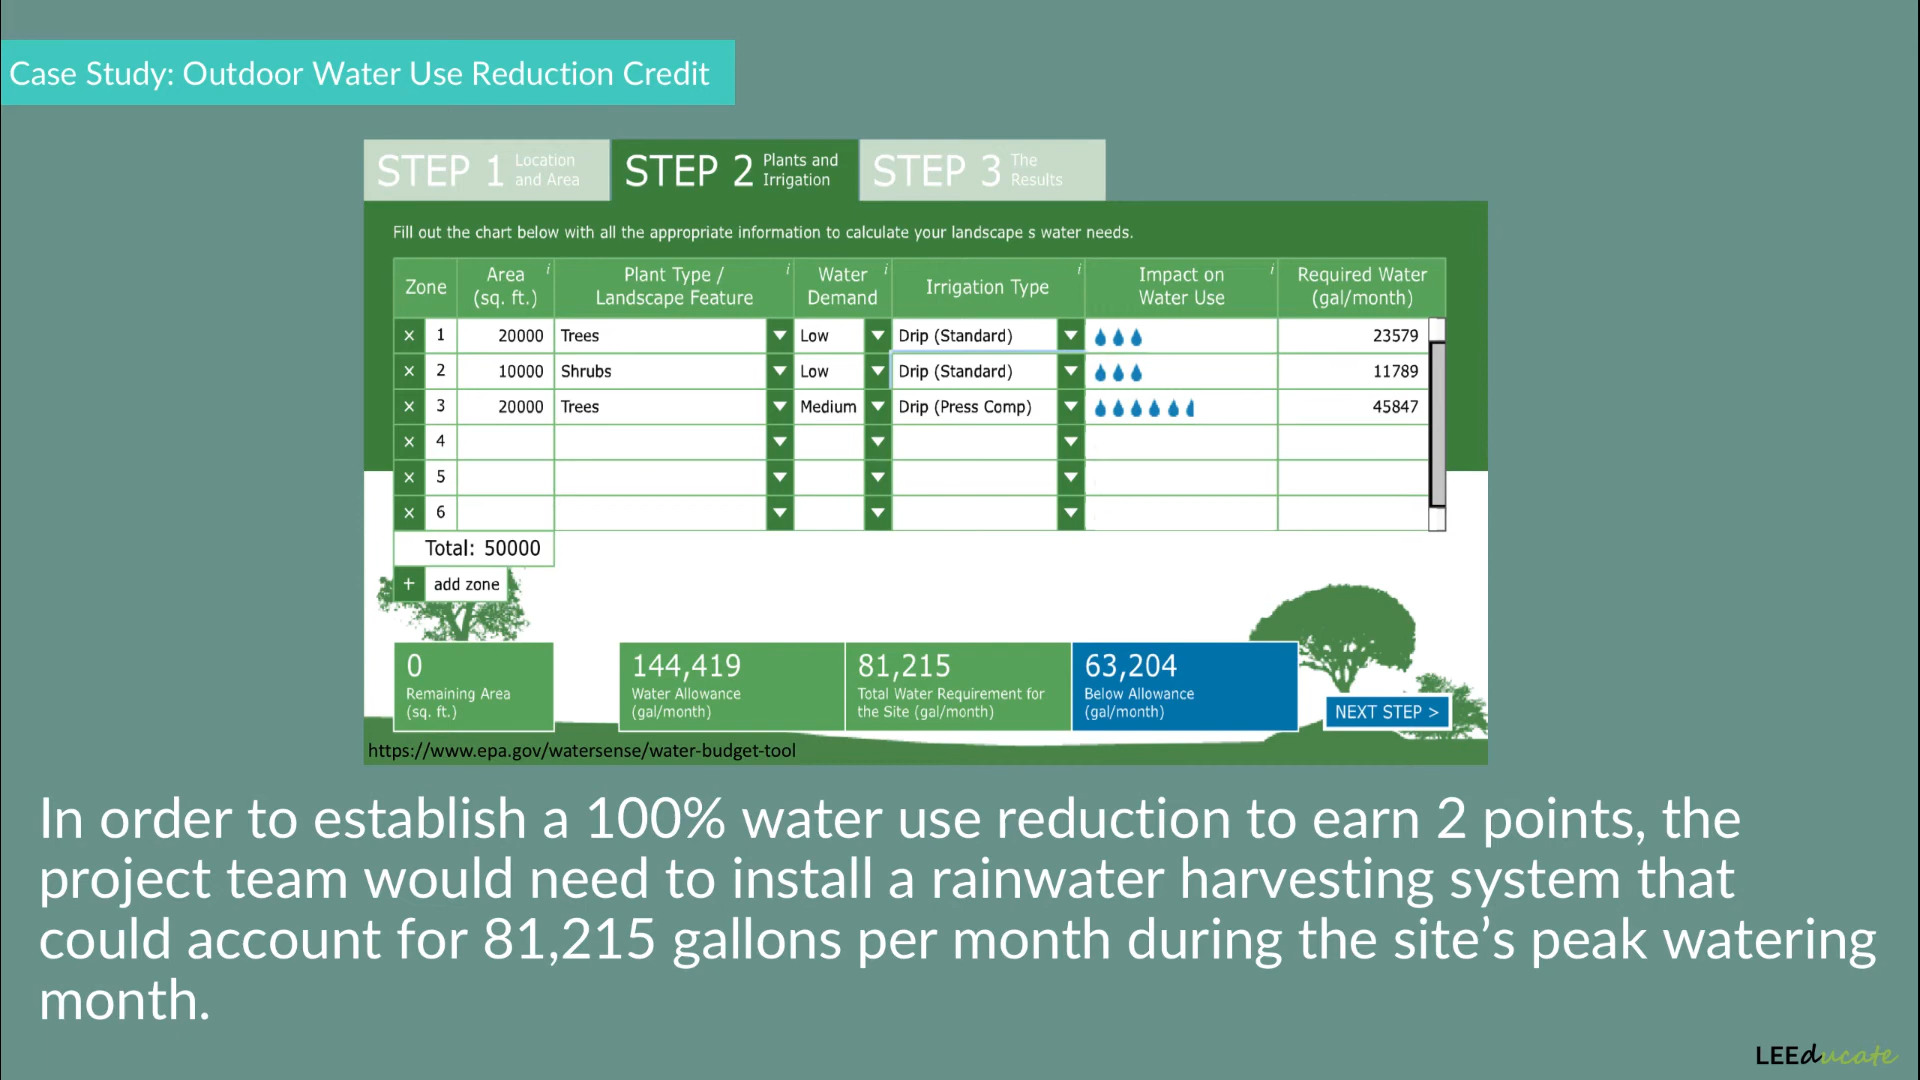 Case Study: Outdoor Water Use Reduction Credit
STEP 1 Location and Area
STEP 2 Plants and Irrigation
STEP 3 The Results
Fill out the chart below with all the appropriate information to calculate your landscape s water needs.
Zone Area (sq. ft.) i Plant Type / Landscape Feature i Water Demand i Irrigation Type i Impact on Water Use i Required Water (gal/month)
x 1 20000 Trees Low Drip (Standard) 23579
x 2 10000 Shrubs Low Drip (Standard) 11789
x 3 20000 Trees Medium Drip (Press Comp) 45847
x 4
x 5
x 6
Total: 50000
+ add zone
0 Remaining Area (sq. ft.)
144,419 Water Allowance (gal/month)
81,215 Total Water Requirement for the Site (gal/month)
63,204 Below Allowance (gal/month)
NEXT STEP >
https://www.epa.gov/watersense/water-budget-tool
In order to establish a 100% water use reduction to earn 2 points, the
project team would need to install a rainwater harvesting system that
could account for 81,215 gallons per month during the site’s peak watering
month.
LEEducate